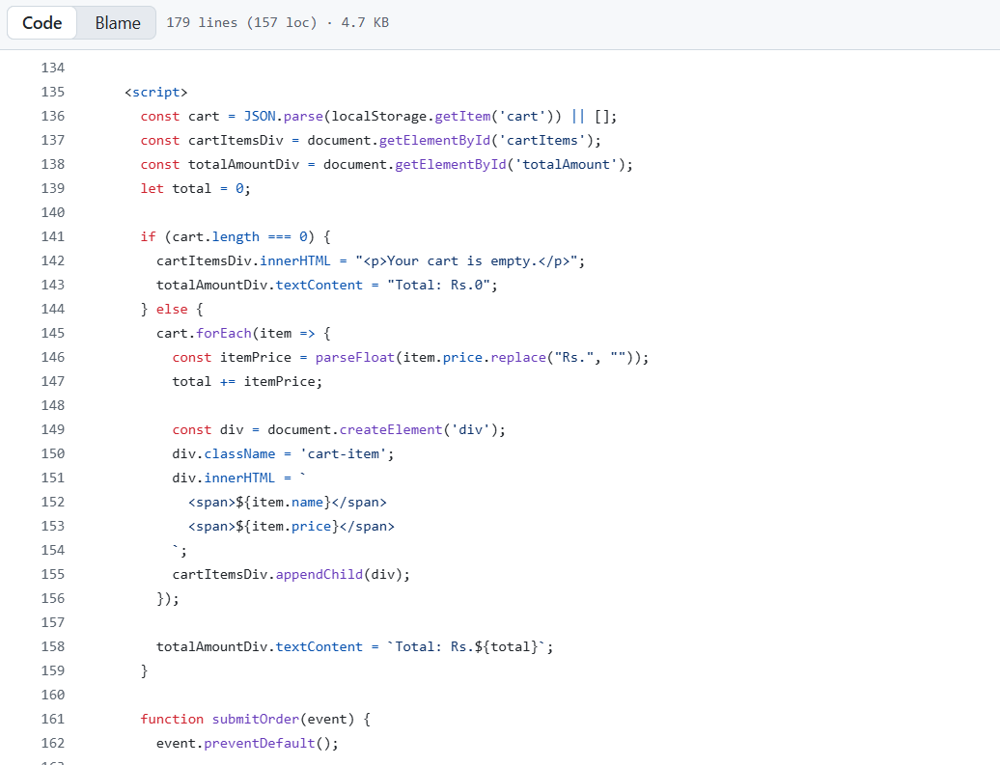 Code Blame 179 lines (157 loc) · 4.7 KB
134
135 <script>
136 const cart = JSON.parse(localStorage.getItem('cart')) || [];
137 const cartItemsDiv = document.getElementById('cartItems');
138 const totalAmountDiv = document.getElementById('totalAmount');
139 let total = 0;
140
141 if (cart.length === 0) {
142 cartItemsDiv.innerHTML = "<p>Your cart is empty.</p>";
143 totalAmountDiv.textContent = "Total: Rs.0";
144 } else {
145 cart.forEach(item => {
146 const itemPrice = parseFloat(item.price.replace("Rs.", ""));
147 total += itemPrice;
148
149 const div = document.createElement('div');
150 div.className = 'cart-item';
151 div.innerHTML = `
152 <span>${item.name}</span>
153 <span>${item.price}</span>
154 `;
155 cartItemsDiv.appendChild(div);
156 });
157
158 totalAmountDiv.textContent = `Total: Rs.${total}`;
159 }
160
161 function submitOrder(event) {
162 event.preventDefault();